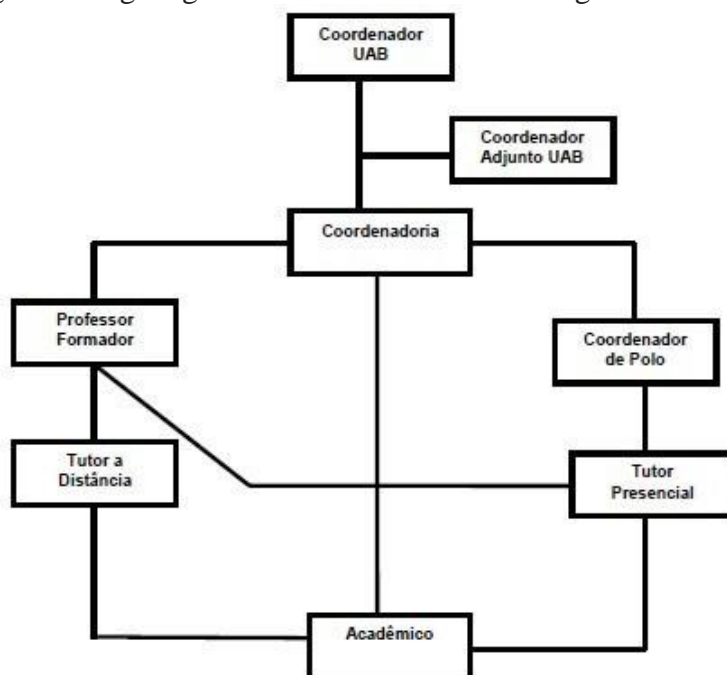 Coordenador
UAB
Coordenador
Adjunto UAB
Coordenadoria
Professor
Formador
Coordenador
de Polo
Tutor a
Distância
Tutor
Presencial
Acadêmico